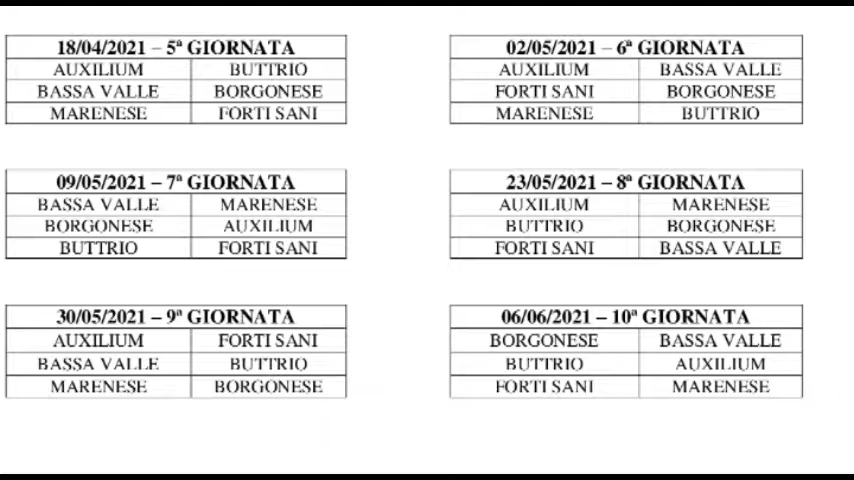 18/04/2021 – 5ª GIORNATA
AUXILIUM BUTTRIO
BASSA VALLE BORGONESE
MARENESE FORTI SANI
02/05/2021 – 6ª GIORNATA
AUXILIUM BASSA VALLE
FORTI SANI BORGONESE
MARENESE BUTTRIO
09/05/2021 – 7ª GIORNATA
BASSA VALLE MARENESE
BORGONESE AUXILIUM
BUTTRIO FORTI SANI
23/05/2021 – 8ª GIORNATA
AUXILIUM MARENESE
BUTTRIO BORGONESE
FORTI SANI BASSA VALLE
30/05/2021 – 9ª GIORNATA
AUXILIUM FORTI SANI
BASSA VALLE BUTTRIO
MARENESE BORGONESE
06/06/2021 – 10ª GIORNATA
BORGONESE BASSA VALLE
BUTTRIO AUXILIUM
FORTI SANI MARENESE